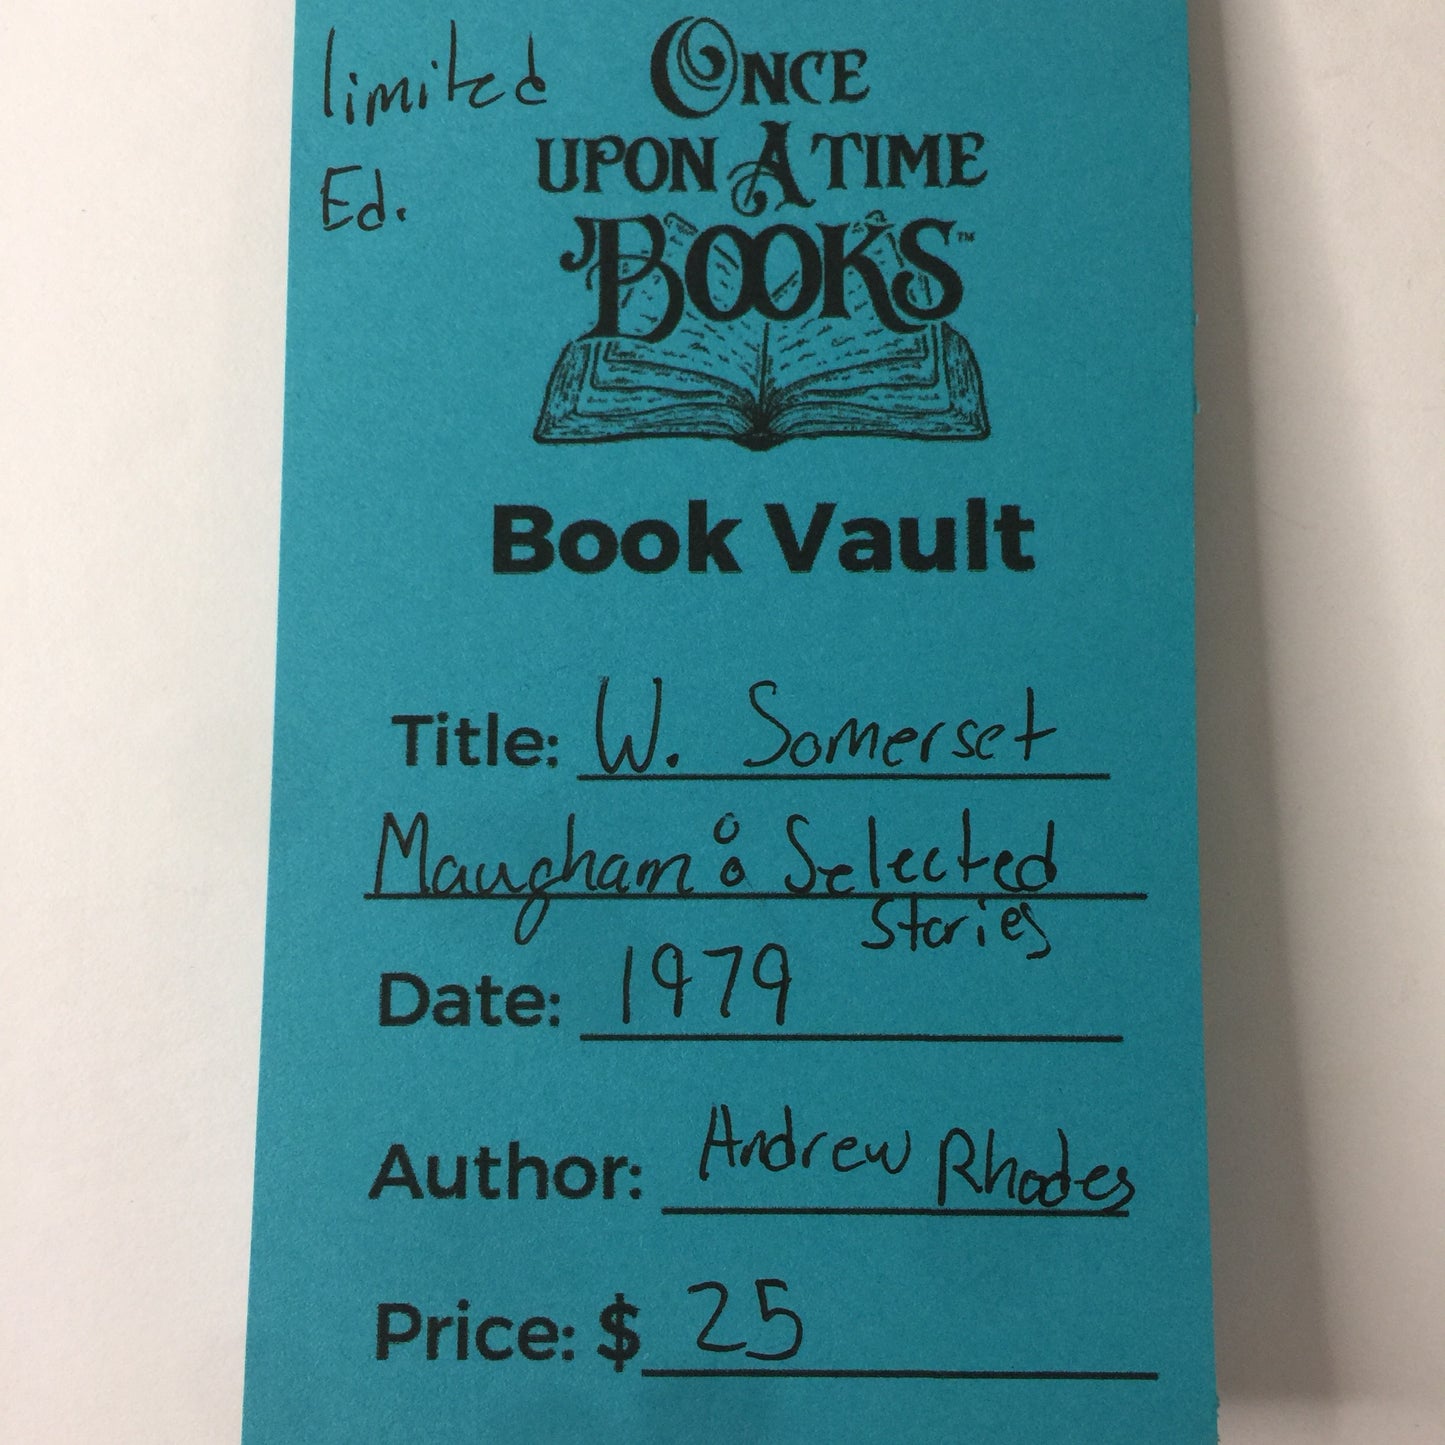 limited
Ed.
ONCE
UPON A TIME
BOOKS™
Book Vault
Title: W. Somerset
Maugham: Selected
Stories
Date: 1979
Author: Andrew Rhodes
Price: $ 25